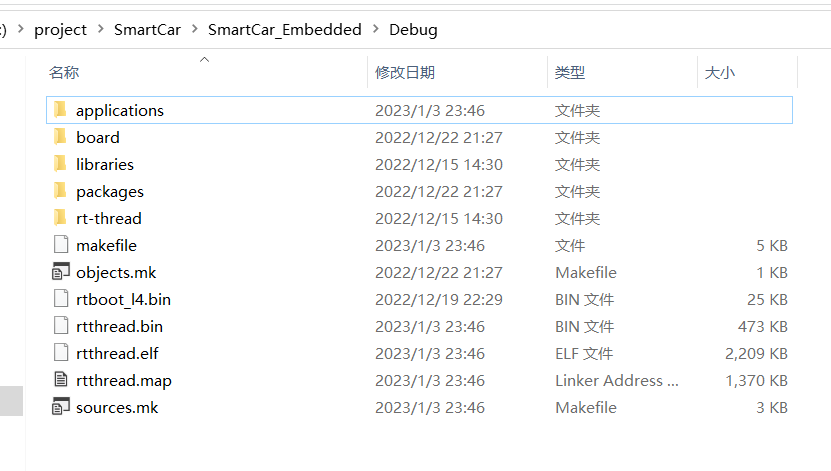 :) > project > SmartCar > SmartCar_Embedded > Debug
名称 修改日期 类型 大小
applications 2023/1/3 23:46 文件夹
board 2022/12/22 21:27 文件夹
libraries 2022/12/15 14:30 文件夹
packages 2022/12/22 21:27 文件夹
rt-thread 2022/12/15 14:30 文件夹
makefile 2023/1/3 23:46 文件 5 KB
objects.mk 2022/12/22 21:27 Makefile 1 KB
rtboot_l4.bin 2022/12/19 22:29 BIN 文件 25 KB
rtthread.bin 2023/1/3 23:46 BIN 文件 473 KB
rtthread.elf 2023/1/3 23:46 ELF 文件 2,209 KB
rtthread.map 2023/1/3 23:46 Linker Address ... 1,370 KB
sources.mk 2023/1/3 23:46 Makefile 3 KB